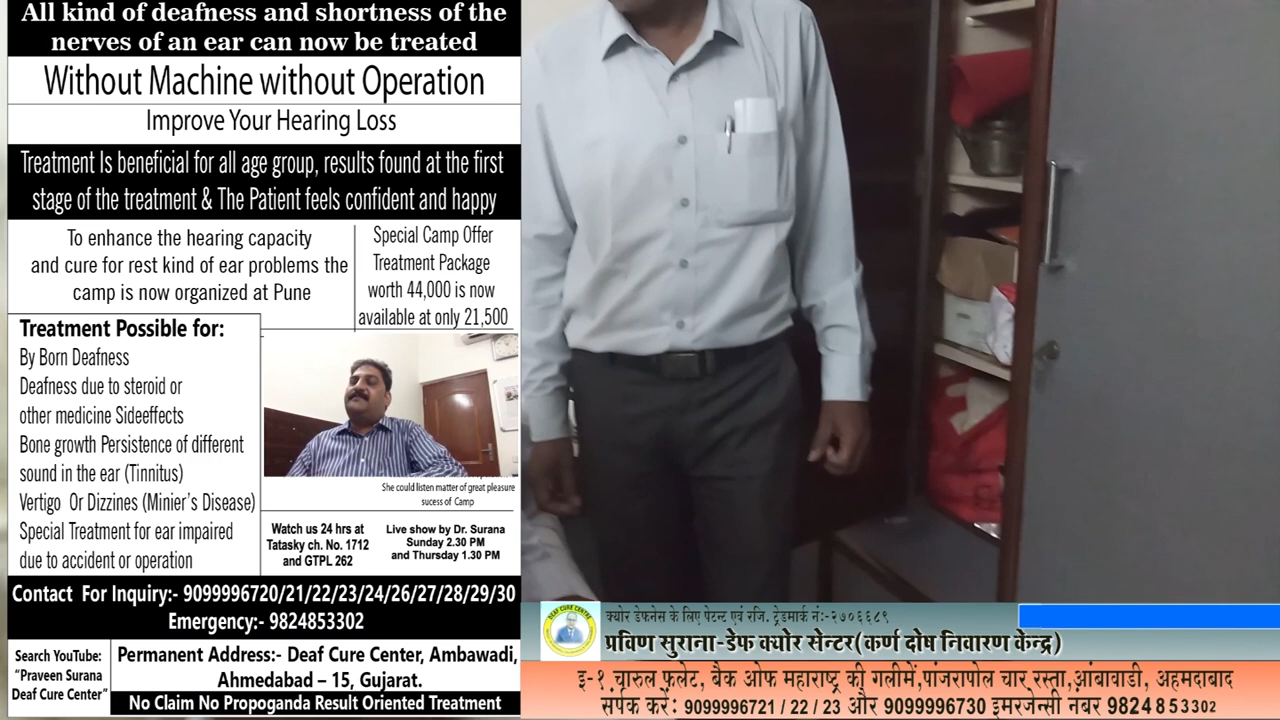 All kind of deafness and shortness of the
nerves of an ear can now be treated
Without Machine without Operation
Improve Your Hearing Loss
Treatment Is beneficial for all age group, results found at the first
stage of the treatment & The Patient feels confident and happy
To enhance the hearing capacity
and cure for rest kind of ear problems the
camp is now organized at Pune
Special Camp Offer
Treatment Package
worth 44,000 is now
available at only 21,500
Treatment Possible for:
By Born Deafness
Deafness due to steroid or
other medicine Sideeffects
Bone growth Persistence of different
sound in the ear (Tinnitus)
Vertigo Or Dizzines (Minier's Disease)
Special Treatment for ear impaired
due to accident or operation
She could listen matter of great pleasure
sucess of Camp
Watch us 24 hrs at
Tatasky ch. No. 1712
and GTPL 262
Live show by Dr. Surana
Sunday 2.30 PM
and Thursday 1.30 PM
Contact For Inquiry:- 9099996720/21/22/23/24/26/27/28/29/30
Emergency:- 9824853302
Search YouTube:
"Praveen Surana
Deaf Cure Center"
Permanent Address:- Deaf Cure Center, Ambawadi,
Ahmedabad – 15, Gujarat.
No Claim No Propoganda Result Oriented Treatment
DEAF CURE CENTRE
क्योर डेफनेस के लिए पेटन्ट एवं रजि. ट्रेडमार्क नं:-२७०६६८९
प्रविण सुराना-डेफ क्योर सेन्टर(कर्ण दोष निवारण केन्द्र)
इ-१ चारुल फ्लेट, बैंक ओफ महाराष्ट्र की गलीमें,पांजरापोल चार रस्ता,आंबावाडी, अहमदाबाद
संर्पक करें: 9099996721 / 22 / 23 और 9099996730 इमरजेन्सी नंबर 9824853302